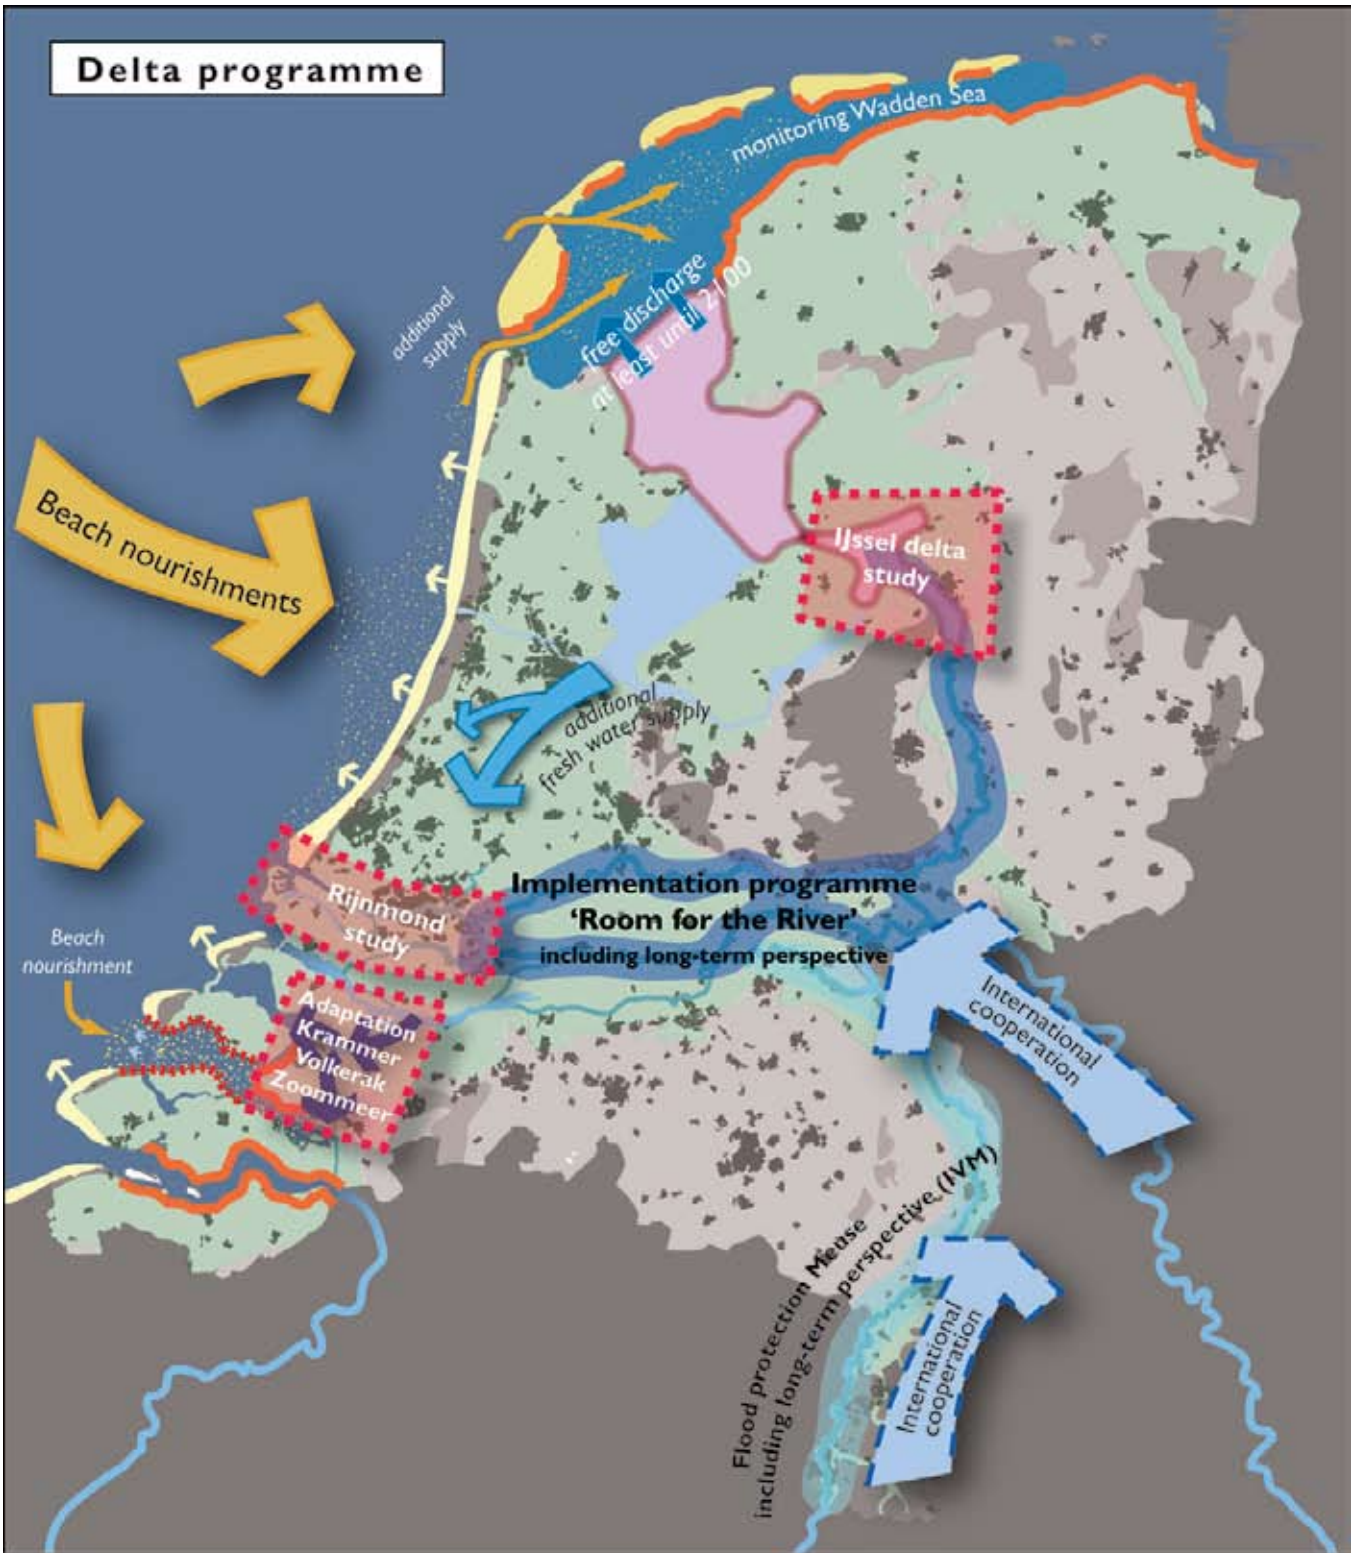 Delta programme
monitoring Wadden Sea
free discharge
at least until 2100
additional
supply
Beach nourishments
IJssel delta
study
additional
fresh water supply
Implementation programme
‘Room for the River’
including long-term perspective
Rijnmond
study
Beach
nourishment
Adaptation
Krammer
Volkerak
Zoommeer
International
cooperation
Flood protection Meuse
including long-term perspective (IVM)
International
cooperation